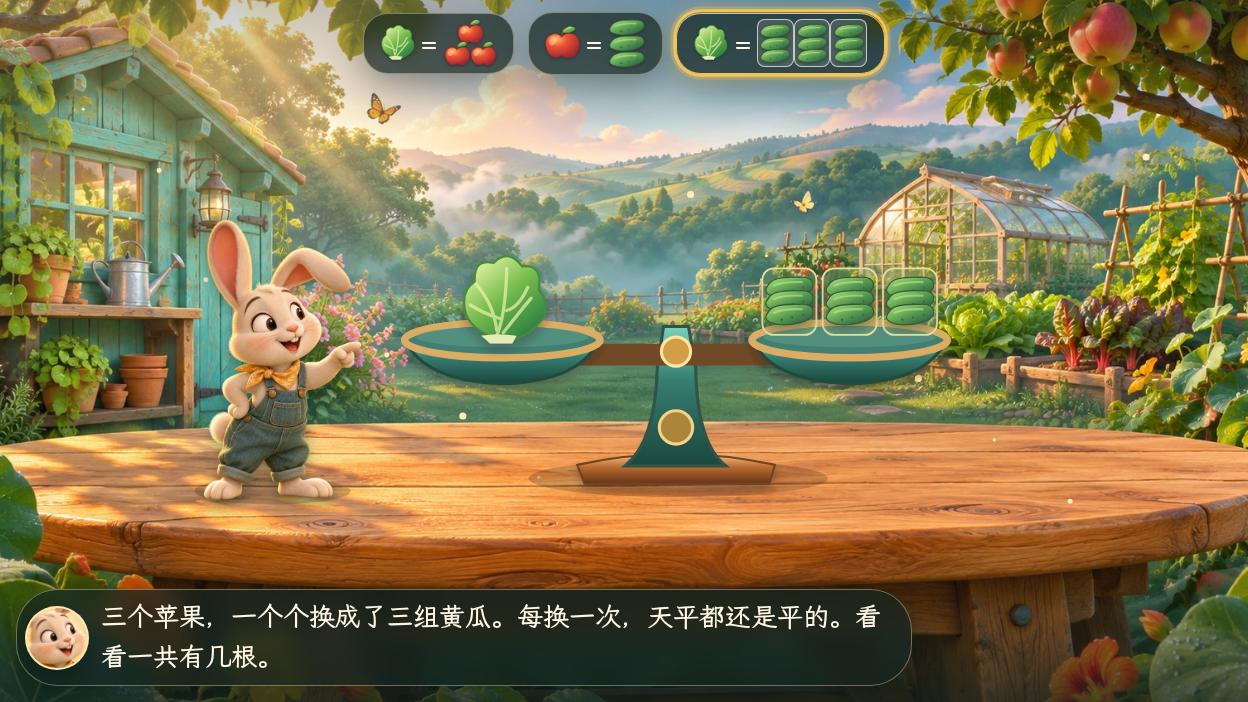 =
=
=
三个苹果，一个个换成了三组黄瓜。每换一次，天平都还是平的。看
看一共有几根。